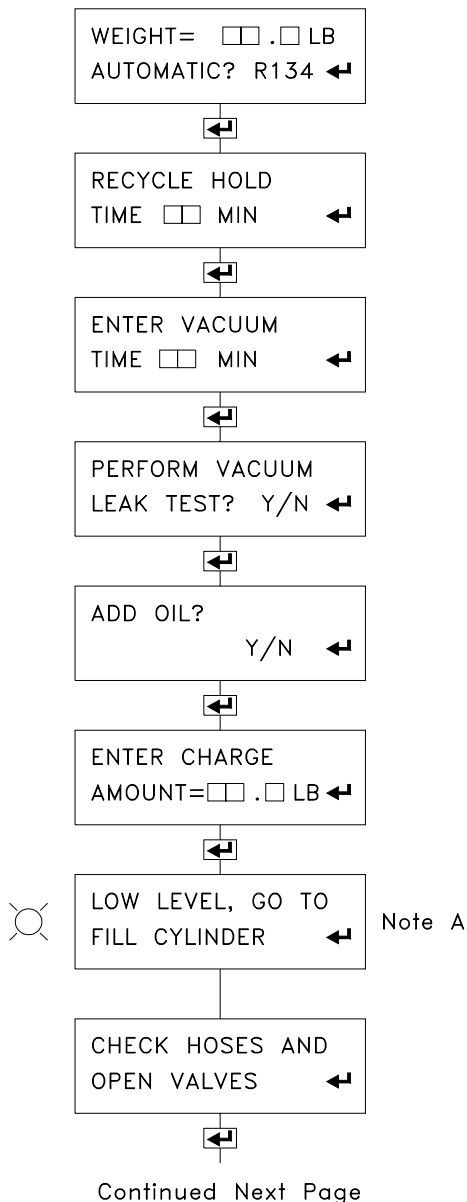 WEIGHT= □□.□ LB
AUTOMATIC? R134 ↵
↵
RECYCLE HOLD
TIME □□ MIN ↵
↵
ENTER VACUUM
TIME □□ MIN ↵
↵
PERFORM VACUUM
LEAK TEST? Y/N ↵
↵
ADD OIL?
Y/N ↵
↵
ENTER CHARGE
AMOUNT=□□.□ LB ↵
↵
LOW LEVEL, GO TO
FILL CYLINDER ↵
Note A
CHECK HOSES AND
OPEN VALVES ↵
↵
Continued Next Page